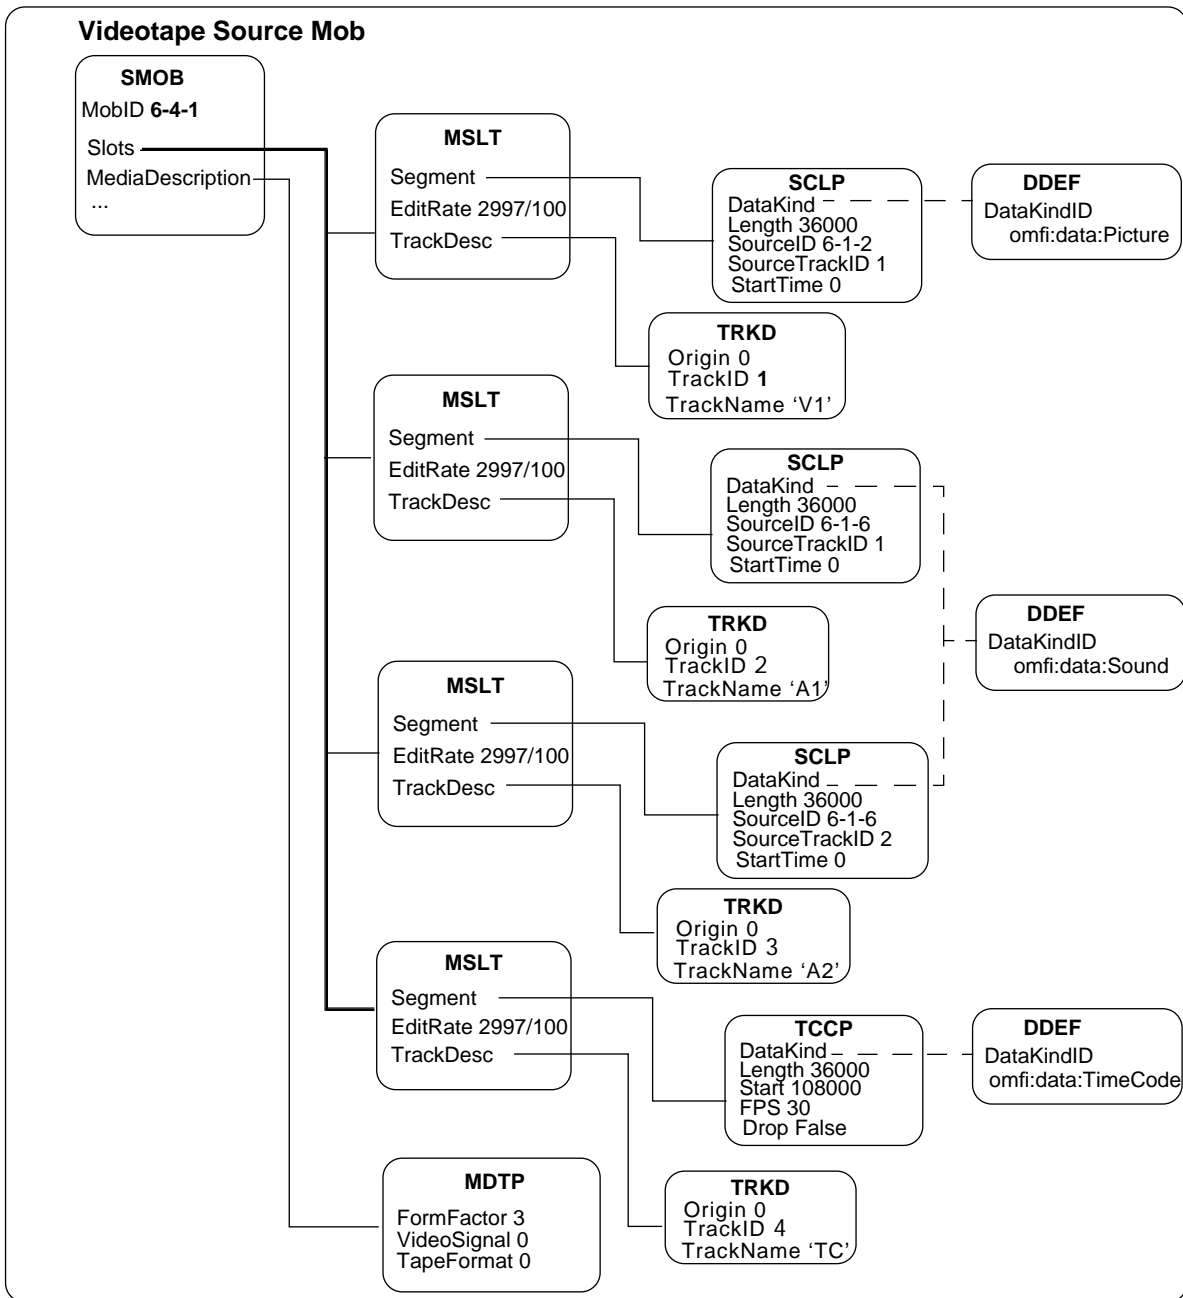 Videotape Source Mob
SMOB
MobID 6-4-1
Slots
MediaDescription
...
MSLT
Segment
EditRate 2997/100
TrackDesc
SCLP
DataKind
Length 36000
SourceID 6-1-2
SourceTrackID 1
StartTime 0
DDEF
DataKindID
omfi:data:Picture
TRKD
Origin 0
TrackID 1
TrackName ‘V1’
MSLT
Segment
EditRate 2997/100
TrackDesc
SCLP
DataKind
Length 36000
SourceID 6-1-6
SourceTrackID 1
StartTime 0
DDEF
DataKindID
omfi:data:Sound
TRKD
Origin 0
TrackID 2
TrackName ‘A1’
MSLT
Segment
EditRate 2997/100
TrackDesc
SCLP
DataKind
Length 36000
SourceID 6-1-6
SourceTrackID 2
StartTime 0
TRKD
Origin 0
TrackID 3
TrackName ‘A2’
MSLT
Segment
EditRate 2997/100
TrackDesc
TCCP
DataKind
Length 36000
Start 108000
FPS 30
Drop False
DDEF
DataKindID
omfi:data:TimeCode
TRKD
Origin 0
TrackID 4
TrackName ‘TC’
MDTP
FormFactor 3
VideoSignal 0
TapeFormat 0